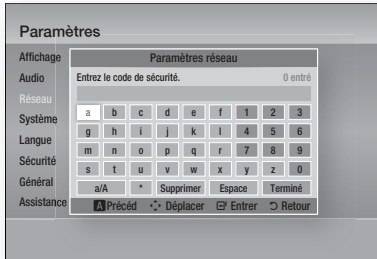 Paramètres
Affichage
Audio
Réseau
Système
Langue
Sécurité
Général
Assistance
Paramètres réseau
Entrez le code de sécurité. 0 entré
a b c d e f 1 2 3
g h i j k l 4 5 6
m n o p q r 7 8 9
s t u v w x y z 0
a/A * Supprimer Espace Terminé
A Précéd Déplacer Entrer Retour